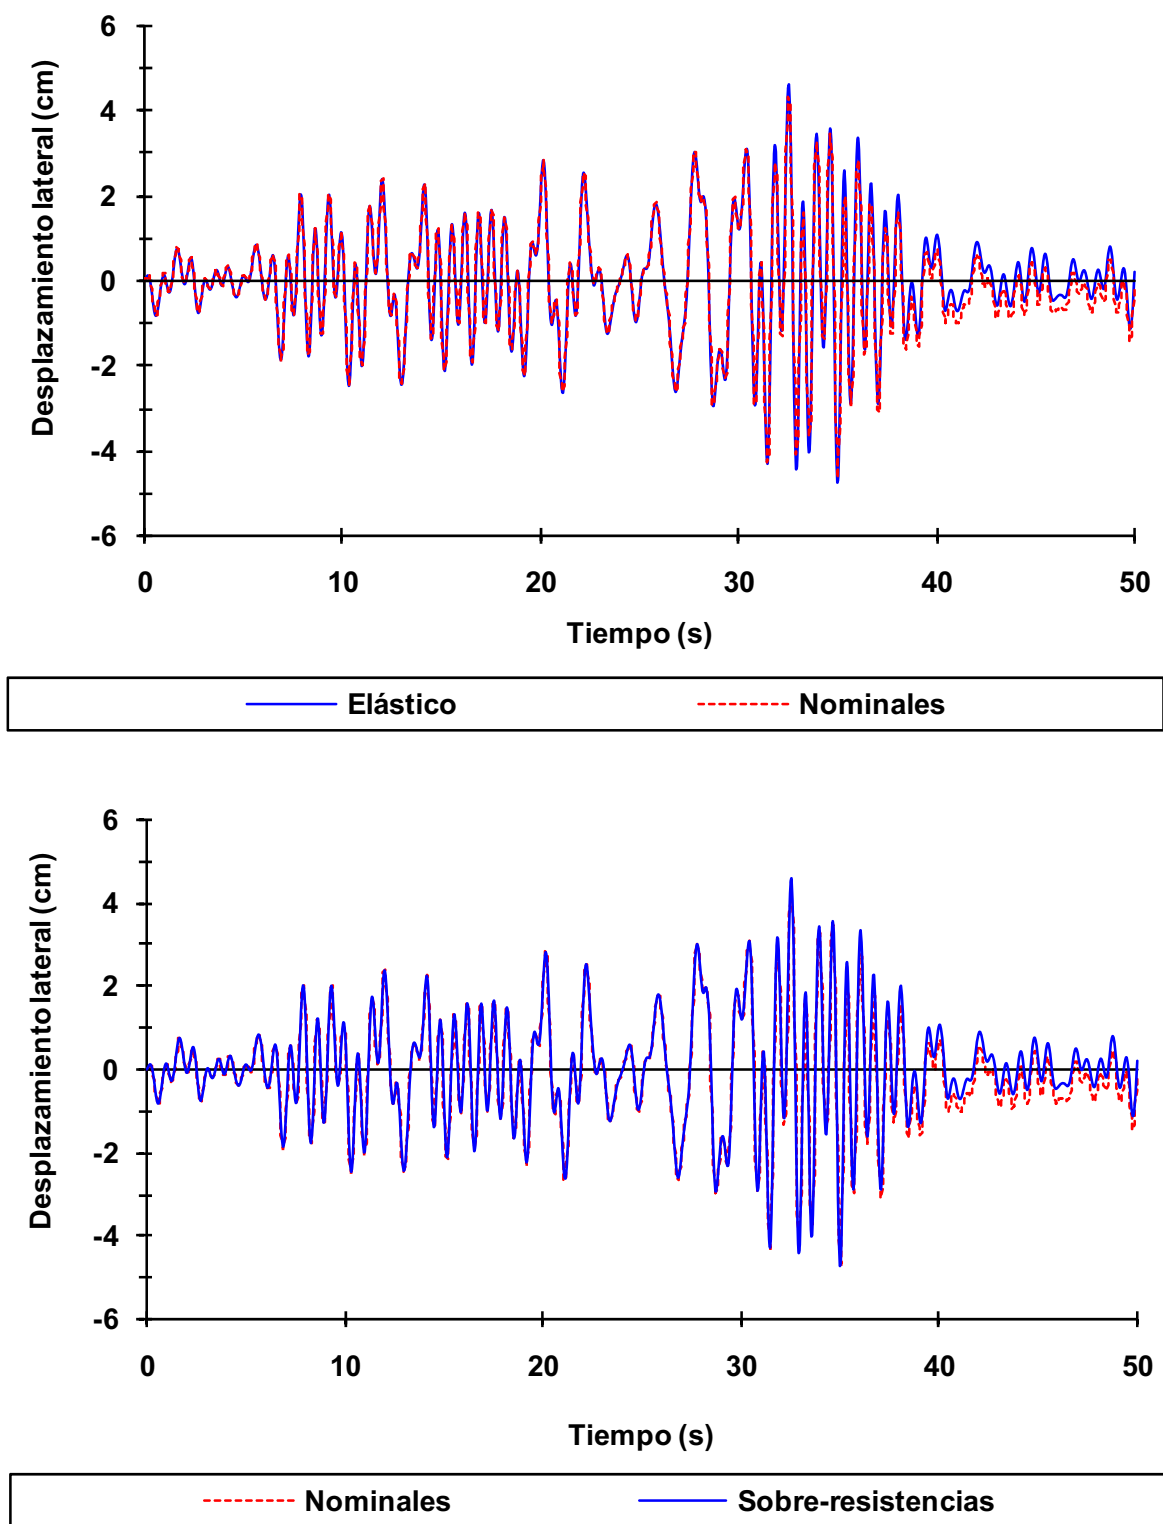 6
4
2
0
-2
-4
-6
Desplazamiento lateral (cm)
0 10 20 30 40 50
Tiempo (s)
Elástico Nominales
6
4
2
0
-2
-4
-6
Desplazamiento lateral (cm)
0 10 20 30 40 50
Tiempo (s)
Nominales Sobre-resistencias